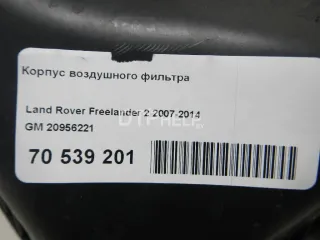 Корпус воздушного фильтра
Land Rover Freelander 2 2007-2014
GM 20956221
70 539 201